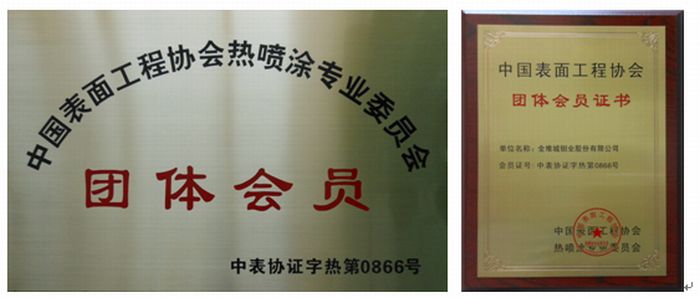 中国表面工程协会热喷涂专业委员会
团体会员
中表协证字热第0866号
中国表面工程协会
团体会员证书
单位名称：金堆城钼业股份有限公司
会员证号：中表协证字热第0866号
中国表面工程协会
热喷涂专业委员会